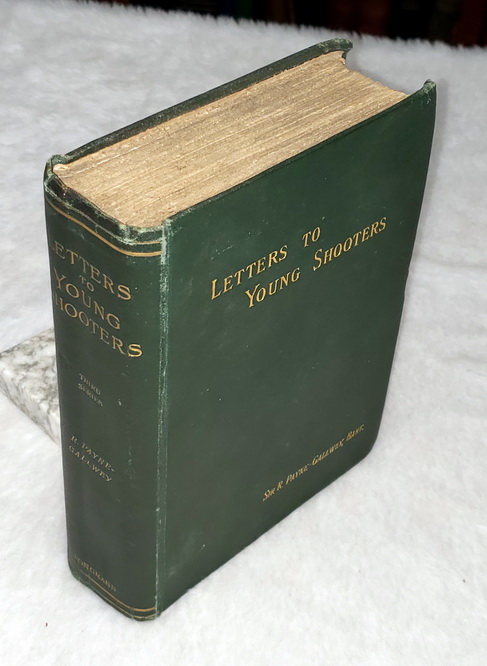 LETTERS
TO
YOUNG
SHOOTERS
THIRD
SERIES
R. PAYNE-
GALLWEY
LONGMANS
LETTERS TO
YOUNG SHOOTERS
SIR R. PAYNE-GALLWEY, BART.